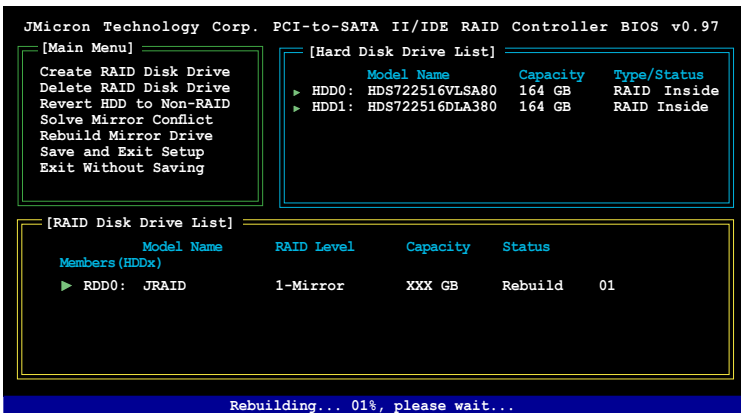 JMicron Technology Corp. PCI-to-SATA II/IDE RAID Controller BIOS v0.97
[Main Menu]
Create RAID Disk Drive
Delete RAID Disk Drive
Revert HDD to Non-RAID
Solve Mirror Conflict
Rebuild Mirror Drive
Save and Exit Setup
Exit Without Saving
[Hard Disk Drive List]
Model Name Capacity Type/Status
HDD0: HDS722516VLSA80 164 GB RAID Inside
HDD1: HDS722516DLA380 164 GB RAID Inside
[RAID Disk Drive List]
Model Name RAID Level Capacity Status
Members(HDDx)
RDD0: JRAID 1-Mirror XXX GB Rebuild 01
Rebuilding... 01%, please wait...